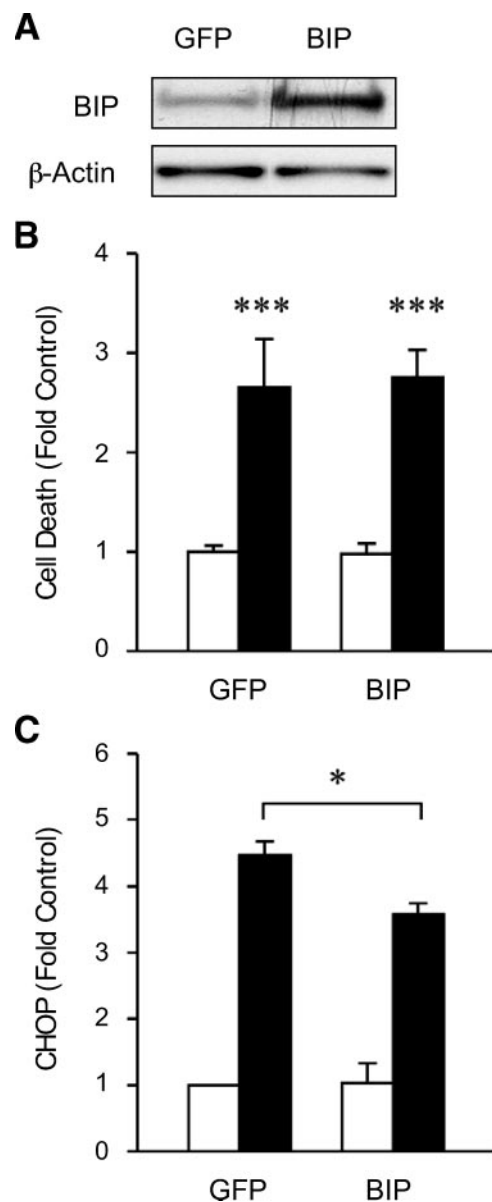 A
GFP BIP
BIP
β-Actin
B
Cell Death (Fold Control)
4
3
2
1
0
*** ***
GFP BIP
C
CHOP (Fold Control)
6
5
4
3
2
1
0
*
GFP BIP